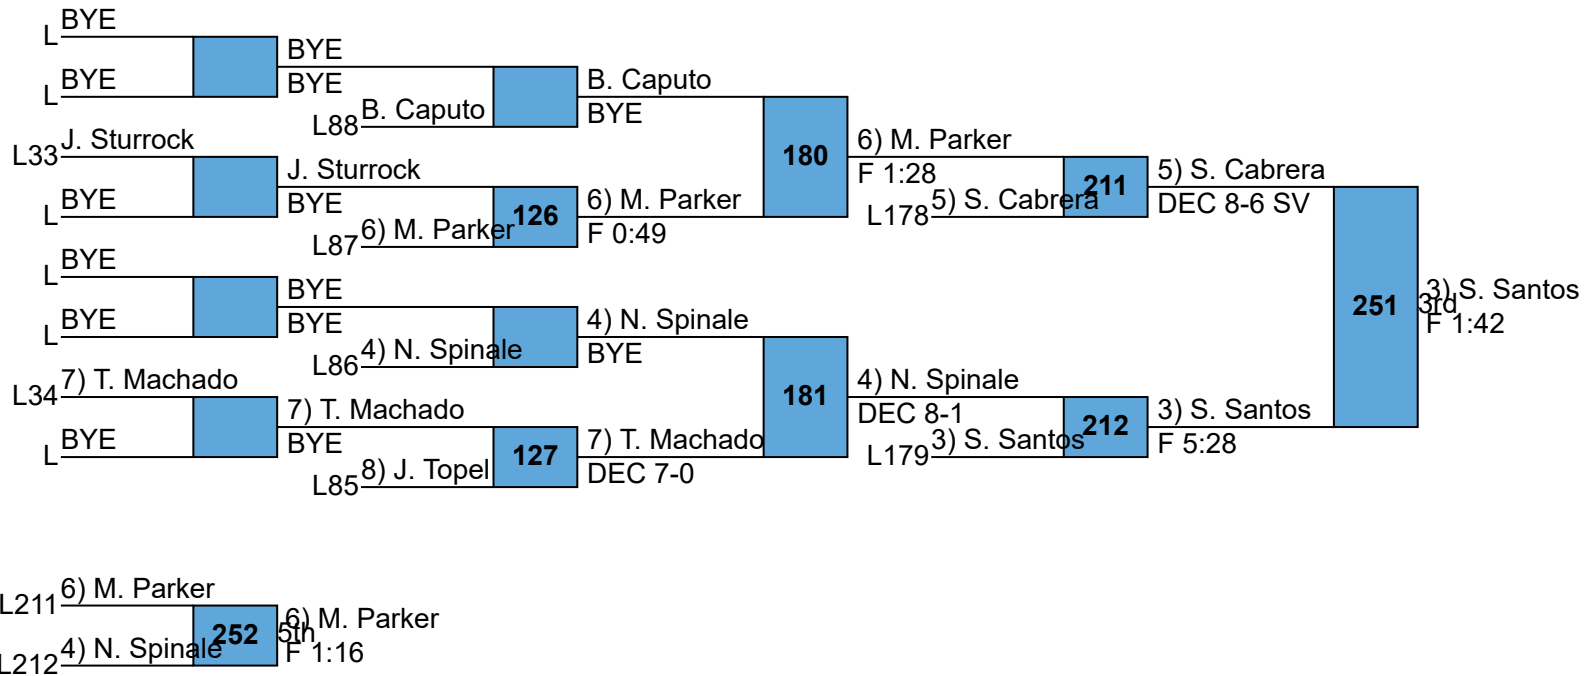 BYE
L
BYE
BYE
L
BYE
B. Caputo
L88
B. Caputo
BYE
J. Sturrock
L33
J. Sturrock
BYE
L
BYE
6) M. Parker
L87
126
6) M. Parker
F 0:49
180
6) M. Parker
F 1:28
5) S. Cabrera
L178
211
5) S. Cabrera
DEC 8-6 SV
BYE
L
BYE
BYE
L
BYE
4) N. Spinale
L86
4) N. Spinale
BYE
7) T. Machado
L34
7) T. Machado
BYE
L
BYE
8) J. Topel
L85
127
7) T. Machado
DEC 7-0
181
4) N. Spinale
DEC 8-1
3) S. Santos
L179
212
3) S. Santos
F 5:28
251
3) S. Santos
3rd
F 1:42
6) M. Parker
L211
4) N. Spinale
L212
252
6) M. Parker
5th
F 1:16